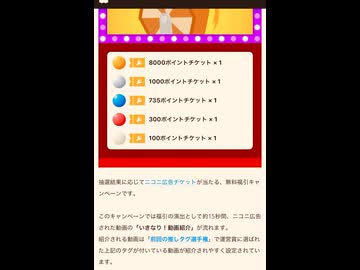 8000ポイントチケット × 1
1000ポイントチケット × 1
735ポイントチケット × 1
300ポイントチケット × 1
100ポイントチケット × 1
抽選結果に応じてニコニ広告チケットが当たる、無料福引キャ
ンペーンです。
このキャンペーンでは福引の演出として約15秒間、ニコニ広告
された動画の「いきなり！動画紹介」が流れます。
紹介される動画は「前回の推しタグ選手権」で運営賞に選ばれ
た上記のタグが付いている動画が紹介されやすく設定されてい
ます。